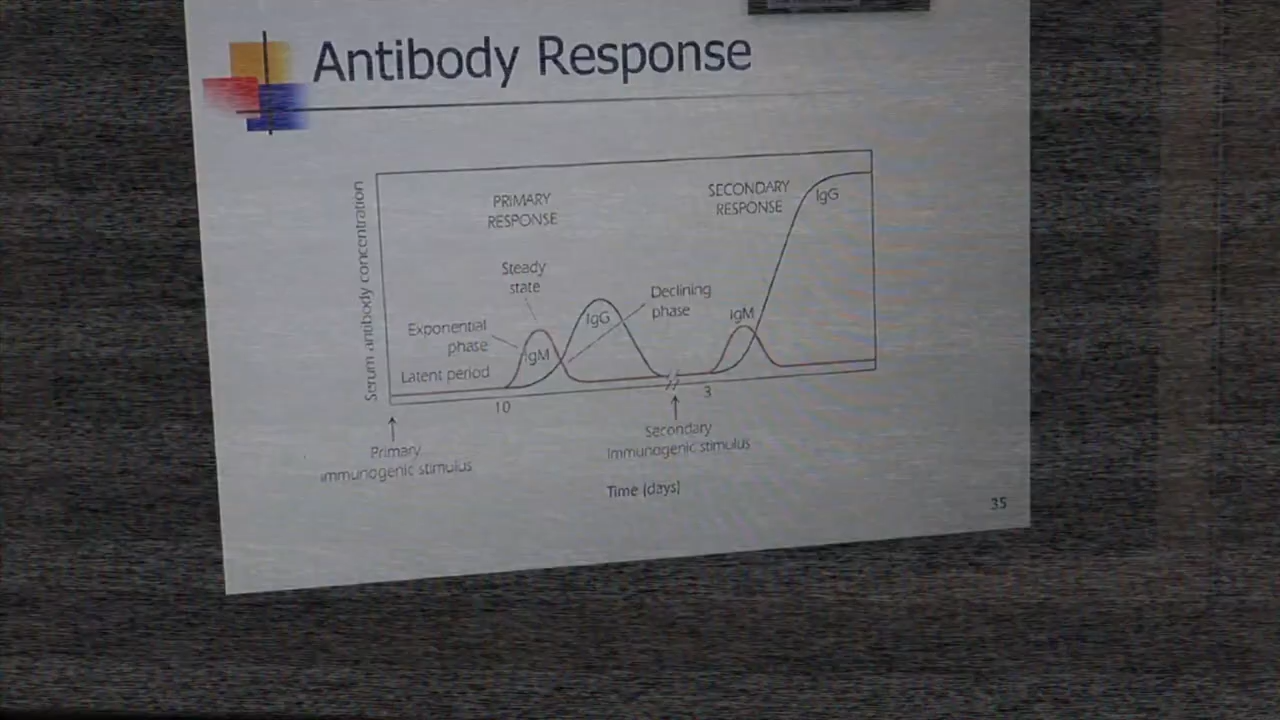 Antibody Response
Serum antibody concentration
PRIMARY
RESPONSE
SECONDARY
RESPONSE
IgG
Steady
state
Declining
phase
IgG
IgM
Exponential
phase
IgM
Latent period
10
3
Primary
immunogenic stimulus
Secondary
Immunogenic stimulus
Time (days)
35